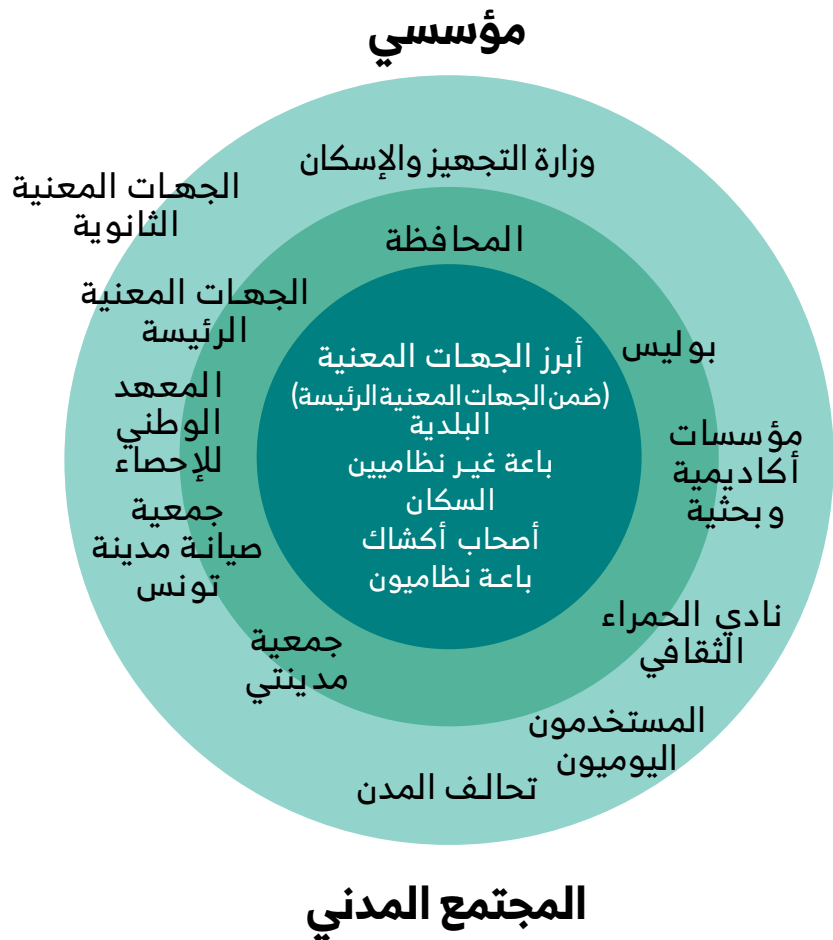 مؤسسي
وزارة التجهيز والإسكان
الجهات المعنية
الثانوية
المحافظة
الجهات المعنية
الرئيسة
بوليس
أبرز الجهات المعنية
(ضمن الجهات المعنية الرئيسة)
البلدية
باعة غير نظاميين
السكان
أصحاب أكشاك
باعة نظاميون
المعهد
الوطني
للإحصاء
مؤسسات
أكاديمية
وبحثية
جمعية
صيانة مدينة
تونس
نادي الحمراء
الثقافي
جمعية
مدينتي
المستخدمون
اليوميون
تحالف المدن
المجتمع المدني